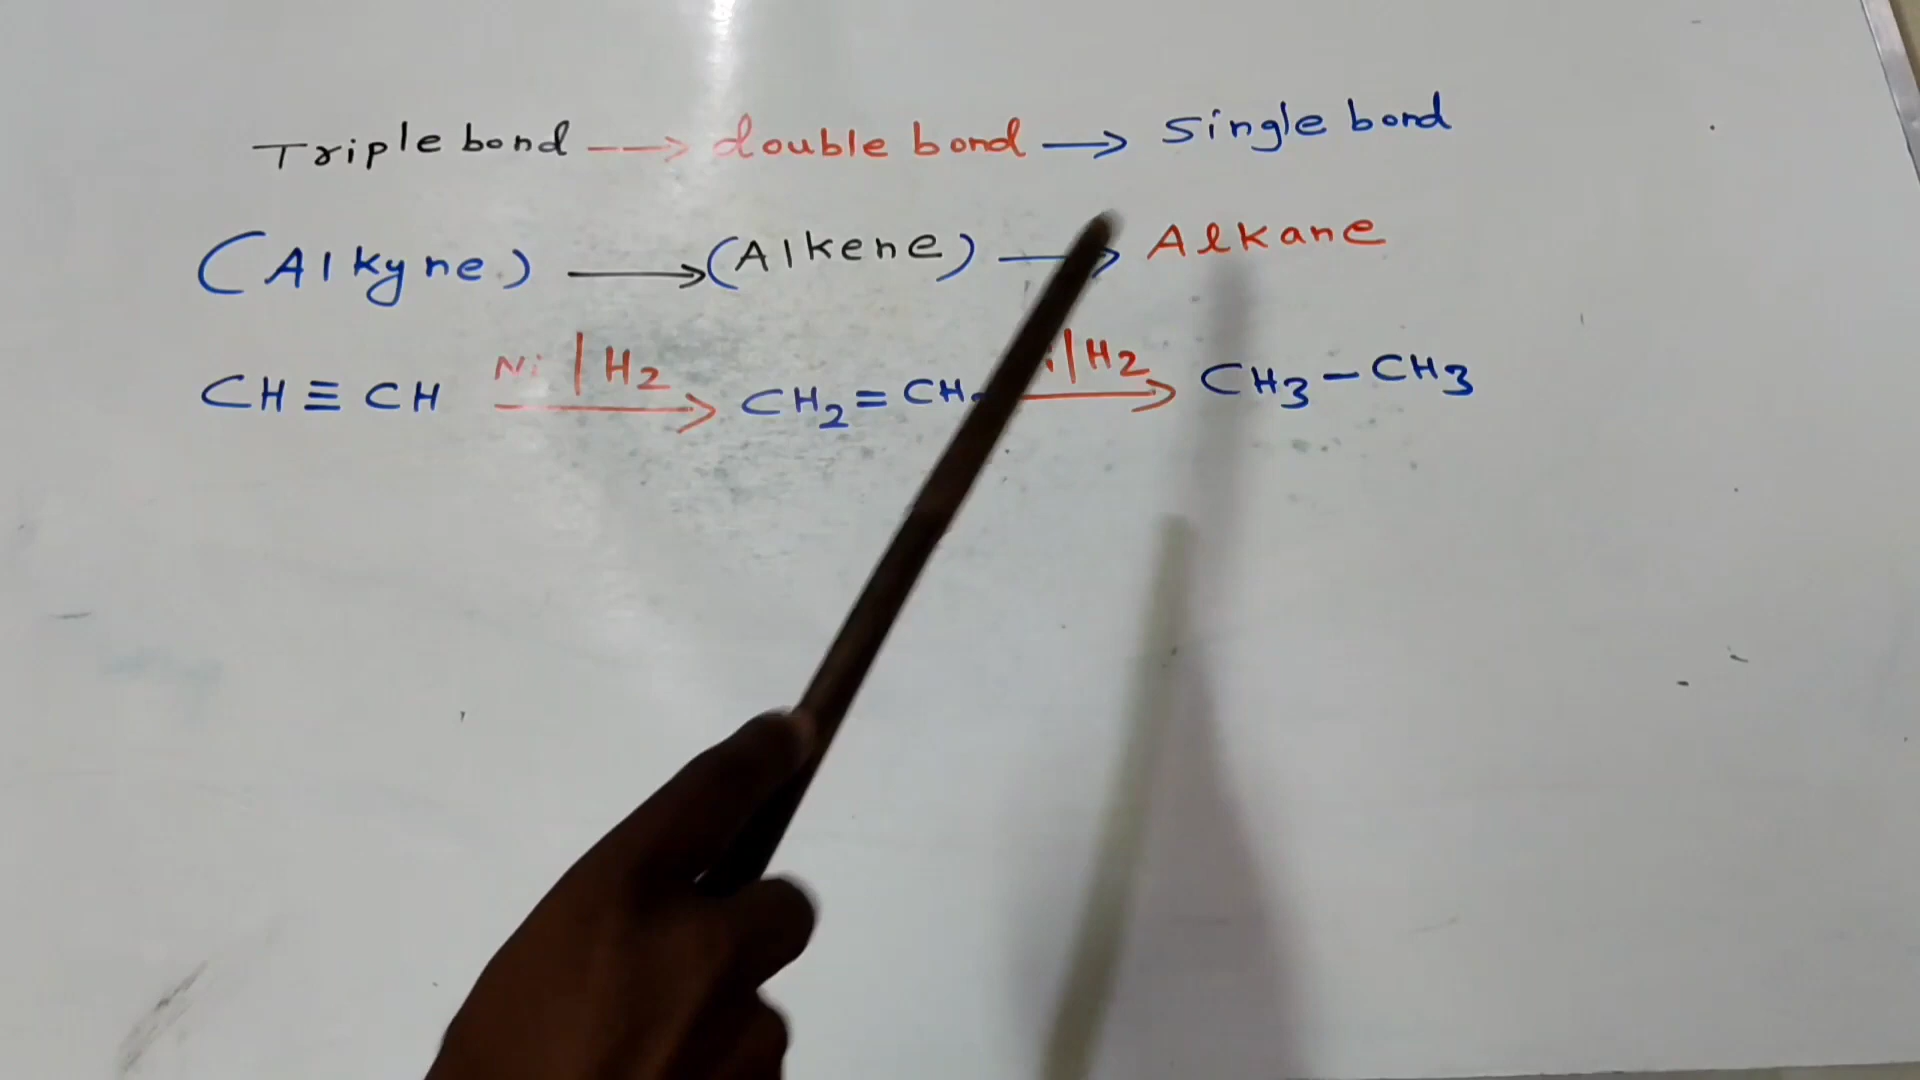 Triple bond --> double bond → Single bond
(Alkyne) → (Alkene) → Alkane
CH≡CH Ni | H2 → CH2=CH |H2 → CH3-CH3